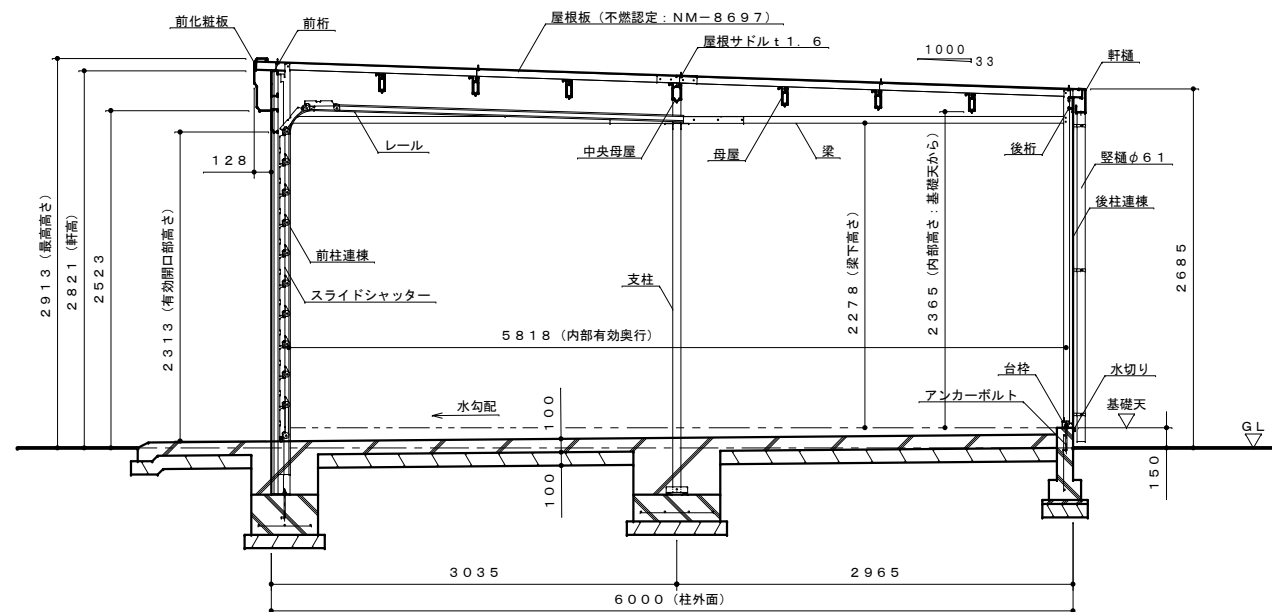 屋根板（不燃認定：ＮＭ－８６９７）
前化粧板
前桁
屋根サドルｔ１．６
１０００
３３
軒樋
レール
中央母屋
母屋
梁
後桁
竪樋φ６１
後柱連棟
１２８
２９１３（最高高さ）
２８２１（軒高）
２５２３
２３１３（有効開口部高さ）
前柱連棟
スライドシャッター
支柱
２２７８（梁下高さ）
２３６５（内部高さ：基礎天から）
２６８５
５８１８（内部有効奥行）
台枠
水切り
アンカーボルト
基礎天
水勾配
１００
１００
ＧＬ
１５０
３０３５
２９６５
６０００（柱外面）